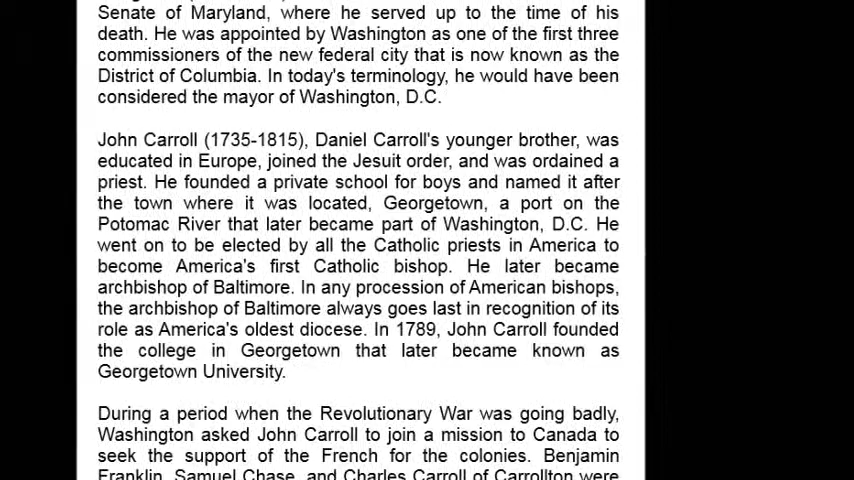 Senate of Maryland, where he served up to the time of his
death. He was appointed by Washington as one of the first three
commissioners of the new federal city that is now known as the
District of Columbia. In today's terminology, he would have been
considered the mayor of Washington, D.C.
John Carroll (1735-1815), Daniel Carroll's younger brother, was
educated in Europe, joined the Jesuit order, and was ordained a
priest. He founded a private school for boys and named it after
the town where it was located, Georgetown, a port on the
Potomac River that later became part of Washington, D.C. He
went on to be elected by all the Catholic priests in America to
become America's first Catholic bishop. He later became
archbishop of Baltimore. In any procession of American bishops,
the archbishop of Baltimore always goes last in recognition of its
role as America's oldest diocese. In 1789, John Carroll founded
the college in Georgetown that later became known as
Georgetown University.
During a period when the Revolutionary War was going badly,
Washington asked John Carroll to join a mission to Canada to
seek the support of the French for the colonies. Benjamin
Franklin, Samuel Chase, and Charles Carroll of Carrollton were